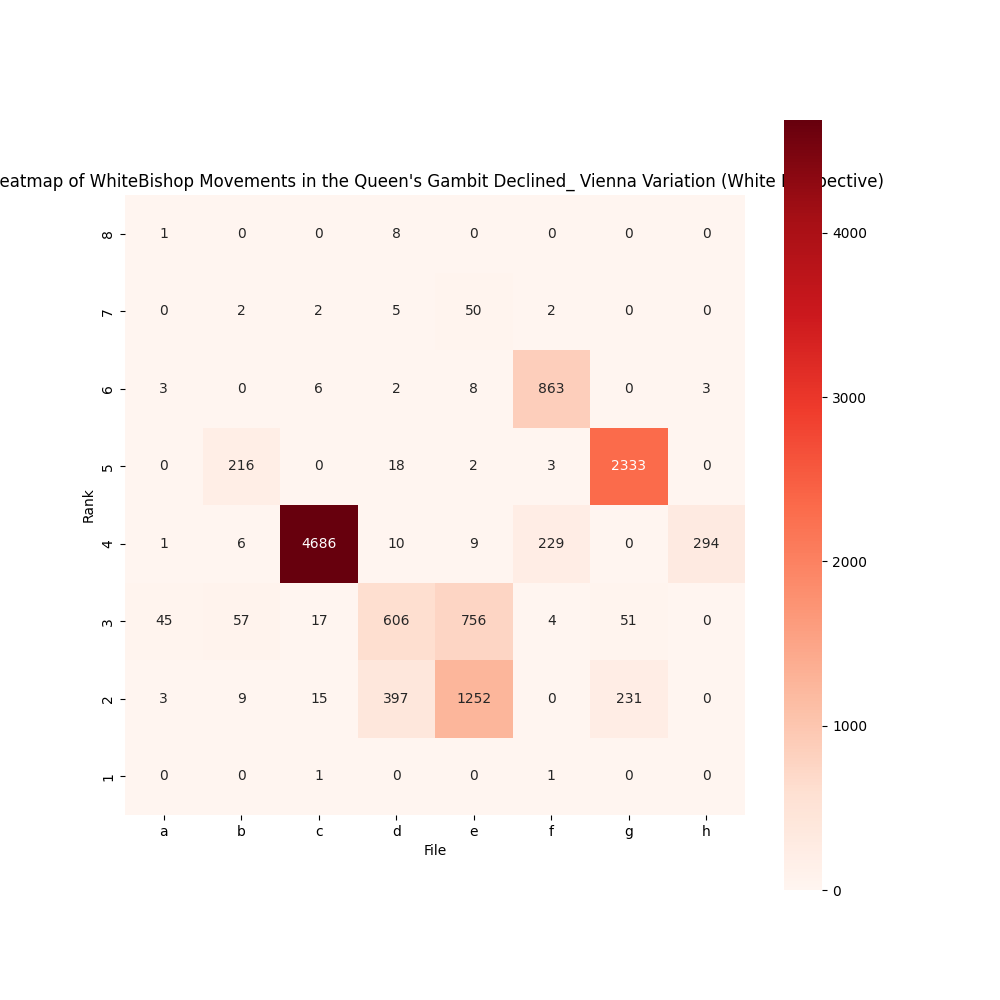 eatmap of WhiteBishop Movements in the Queen's Gambit Declined_ Vienna Variation (White pective)
8 1 0 0 8 0 0 0 0
7 0 2 2 5 50 2 0 0
6 3 0 6 2 8 863 0 3
5 0 216 0 18 2 3 2333 0
4 1 6 4686 10 9 229 0 294
3 45 57 17 606 756 4 51 0
2 3 9 15 397 1252 0 231 0
1 0 0 1 0 0 1 0 0
a b c d e f g h
File
Rank
4000
3000
2000
1000
0